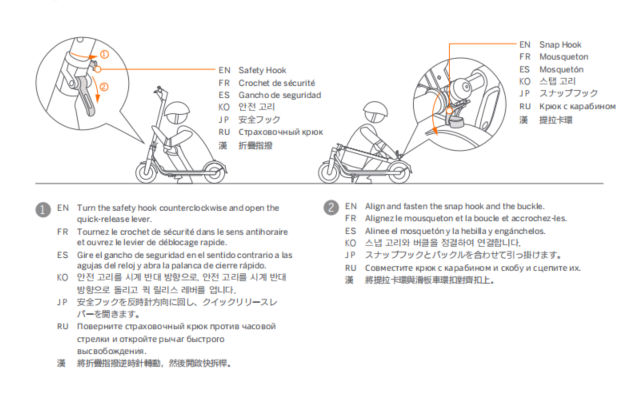 ①
②
EN Safety Hook
FR Crochet de sécurité
ES Gancho de seguridad
KO 안전 고리
JP 安全フック
RU Страховочный крюк
漢 折疊指撥
EN Snap Hook
FR Mousqueton
ES Mosquetón
KO 스탭 고리
JP スナップフック
RU Крюк с карабином
漢 提拉卡環
1 EN Turn the safety hook counterclockwise and open the
quick-release lever.
FR Tournez le crochet de sécurité dans le sens antihoraire
et ouvrez le levier de déblocage rapide.
ES Gire el gancho de seguridad en el sentido contrario a las
agujas del reloj y abra la palanca de cierre rápido.
KO 안전 고리를 시계 반대 방향으로, 안전 고리를 시계 반대
방향으로 돌리고 퀵 릴리스 레버를 엽니다.
JP 安全フックを反時計方向に回し、クイックリリースレ
バーを開きます。
RU Поверните страховочный крюк против часовой
стрелки и откройте рычаг быстрого
высвобождения.
漢 將折疊指撥逆時針轉動，然後開啟快拆桿。
2 EN Align and fasten the snap hook and the buckle.
FR Alignez le mousqueton et la boucle et accrochez-les.
ES Alinee el mosquetón y la hebilla y engánchelos.
KO 스냅 고리와 버클을 정렬하여 연결합니다.
JP スナップフックとバックルを合わせて引っ掛けます。
RU Совместите крюк с карабином и скобу и сцепите их.
漢 將提拉卡環與滑板車環扣對齊扣上。